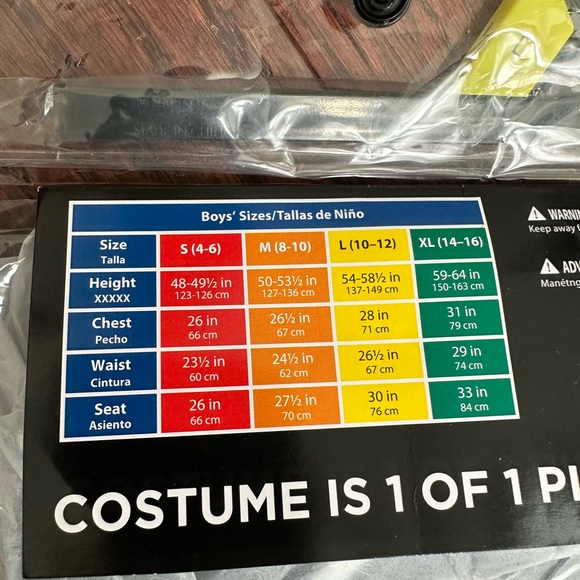 Boys' Sizes/Tallas de Niño
Size S (4-6) M (8-10) L (10–12) XL (14–16)
Talla
Height 48-49½ in 50-53½ in 54-58½ in 59-64 in
XXXXX 123-126 cm 127-136 cm 137-149 cm 150-163 cm
Chest 26 in 26½ in 28 in 31 in
Pecho 66 cm 67 cm 71 cm 79 cm
Waist 23½ in 24½ in 26½ in 29 in
Cintura 60 cm 62 cm 67 cm 74 cm
Seat 26 in 27½ in 30 in 33 in
Asiento 66 cm 70 cm 76 cm 84 cm
WARNIN
Keep away f
ADV
Manétng
COSTUME IS 1 OF 1 PI